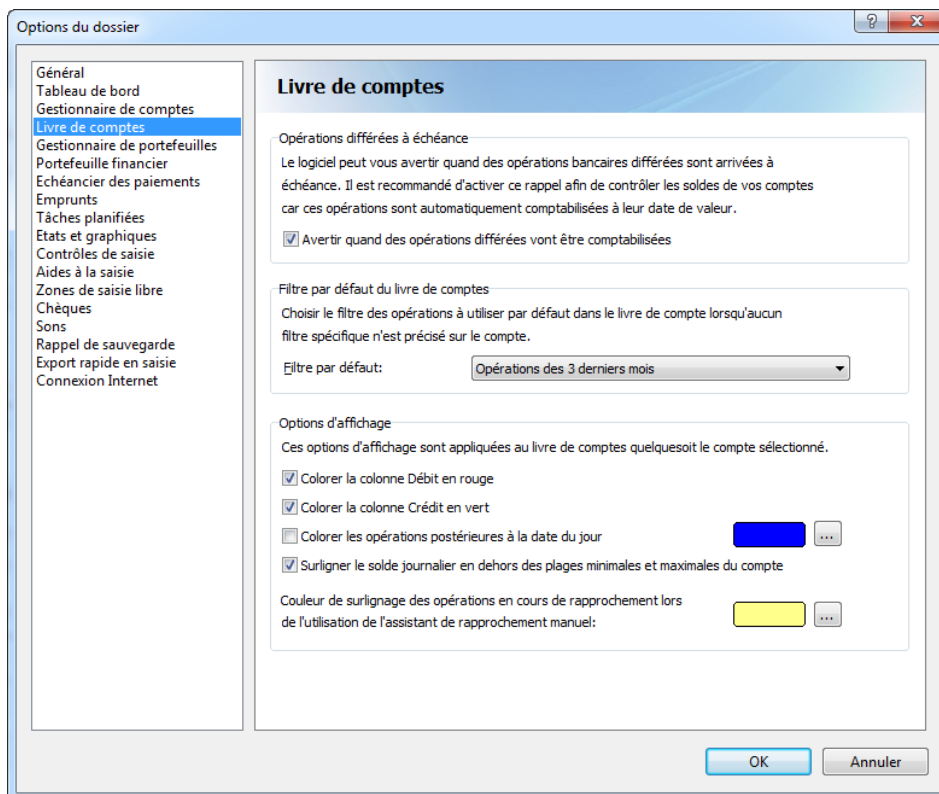 Options du dossier
?
Général
Tableau de bord
Gestionnaire de comptes
Livre de comptes
Gestionnaire de portefeuilles
Portefeuille financier
Echéancier des paiements
Emprunts
Tâches planifiées
Etats et graphiques
Contrôles de saisie
Aides à la saisie
Zones de saisie libre
Chèques
Sons
Rappel de sauvegarde
Export rapide en saisie
Connexion Internet
Livre de comptes
Opérations différées à échéance
Le logiciel peut vous avertir quand des opérations bancaires différées sont arrivées à
échéance. Il est recommandé d'activer ce rappel afin de contrôler les soldes de vos comptes
car ces opérations sont automatiquement comptabilisées à leur date de valeur.
Avertir quand des opérations différées vont être comptabilisées
Filtre par défaut du livre de comptes
Choisir le filtre des opérations à utiliser par défaut dans le livre de compte lorsqu'aucun
filtre spécifique n'est précisé sur le compte.
Filtre par défaut: Opérations des 3 derniers mois
Options d'affichage
Ces options d'affichage sont appliquées au livre de comptes quelquesoit le compte sélectionné.
Colorer la colonne Débit en rouge
Colorer la colonne Crédit en vert
Colorer les opérations postérieures à la date du jour ...
Surligner le solde journalier en dehors des plages minimales et maximales du compte
Couleur de surlignage des opérations en cours de rapprochement lors
de l'utilisation de l'assistant de rapprochement manuel: ...
OK Annuler